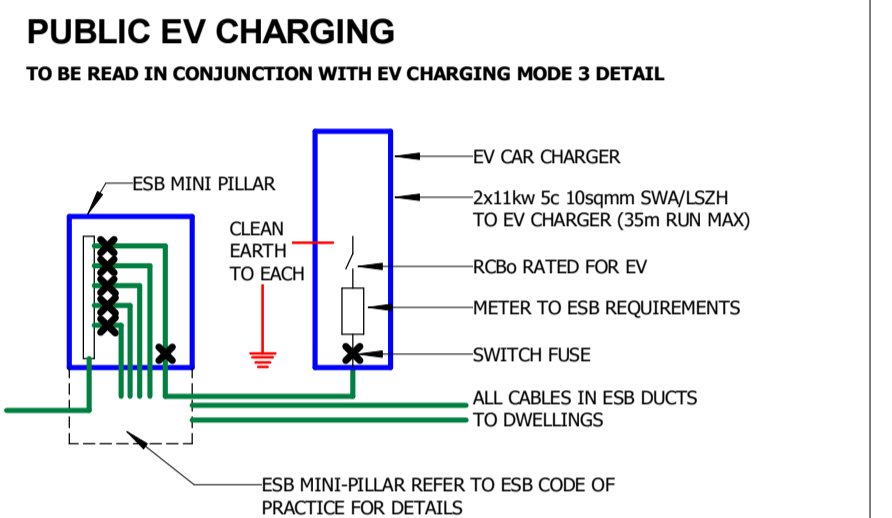 PUBLIC EV CHARGING
TO BE READ IN CONJUNCTION WITH EV CHARGING MODE 3 DETAIL
ESB MINI PILLAR
CLEAN
EARTH
TO EACH
EV CAR CHARGER
2x11kw 5c 10sqmm SWA/LSZH
TO EV CHARGER (35m RUN MAX)
RCBo RATED FOR EV
METER TO ESB REQUIREMENTS
SWITCH FUSE
ALL CABLES IN ESB DUCTS
TO DWELLINGS
ESB MINI-PILLAR REFER TO ESB CODE OF
PRACTICE FOR DETAILS